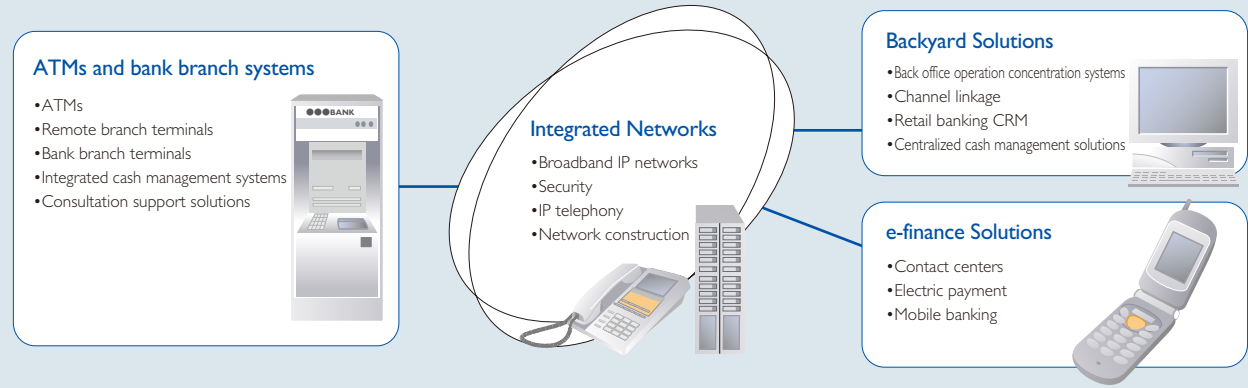 ATMs and bank branch systems
•ATMs
•Remote branch terminals
•Bank branch terminals
•Integrated cash management systems
•Consultation support solutions
●●●BANK
Integrated Networks
•Broadband IP networks
•Security
•IP telephony
•Network construction
Backyard Solutions
•Back office operation concentration systems
•Channel linkage
•Retail banking CRM
•Centralized cash management solutions
e-finance Solutions
•Contact centers
•Electric payment
•Mobile banking